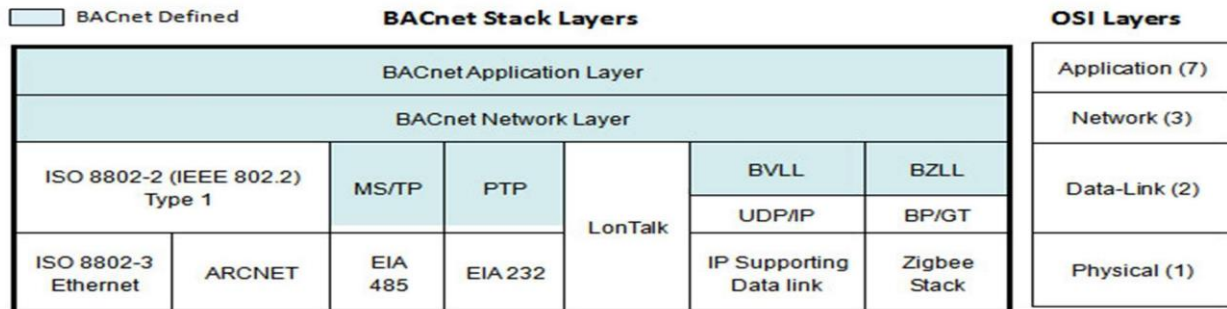 BACnet Defined
BACnet Stack Layers
OSI Layers
BACnet Application Layer
Application (7)
BACnet Network Layer
Network (3)
ISO 8802-2 (IEEE 802.2)
Type 1
MS/TP
PTP
LonTalk
BVLL
BZLL
UDP/IP
BP/GT
Data-Link (2)
ISO 8802-3
Ethernet
ARCNET
EIA
485
EIA 232
IP Supporting
Data link
Zigbee
Stack
Physical (1)